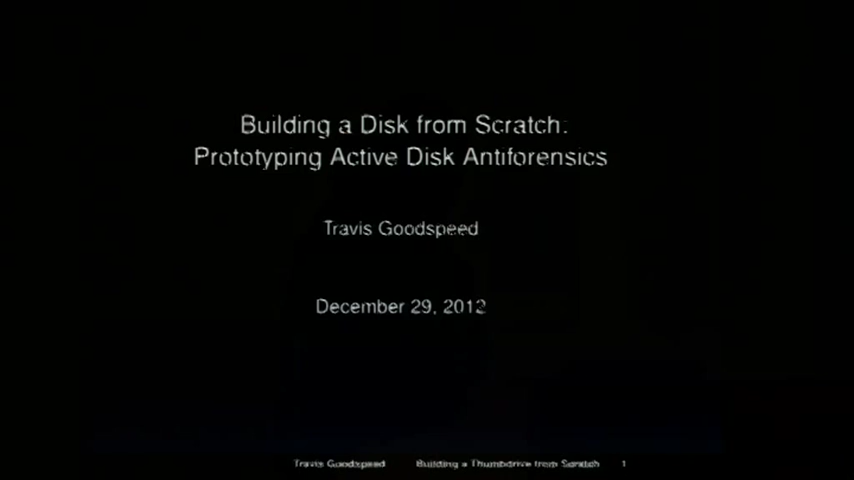 Building a Disk from Scratch:
Prototyping Active Disk Antiforensics
Travis Goodspeed
December 29, 2012
Travis Goodspeed Building a Thumbdrive from Scratch 1